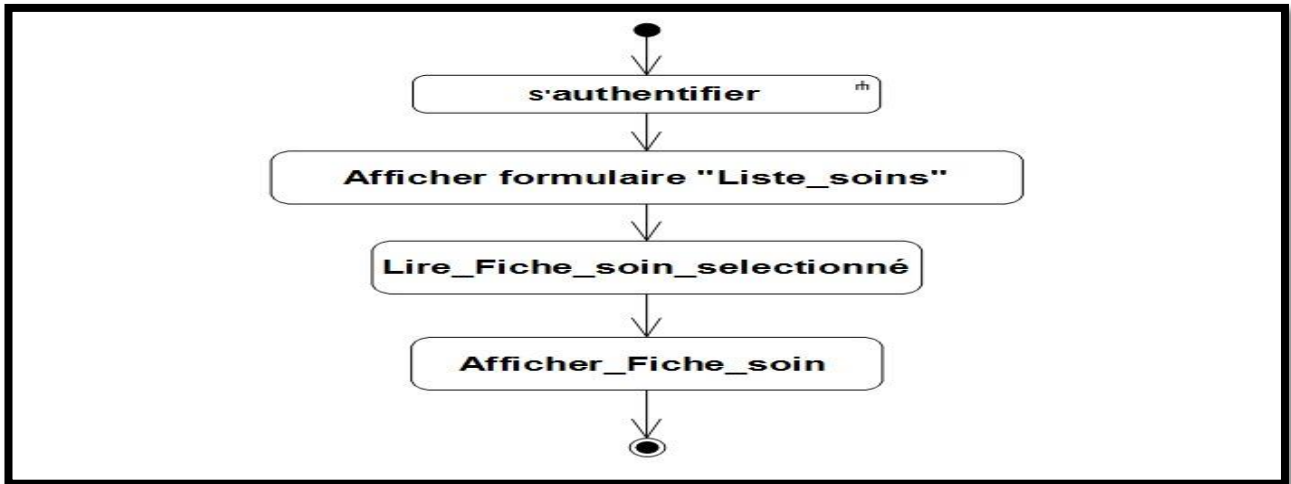 s'authentifier
Afficher formulaire "Liste_soins"
Lire_Fiche_soin_selectionné
Afficher_Fiche_soin